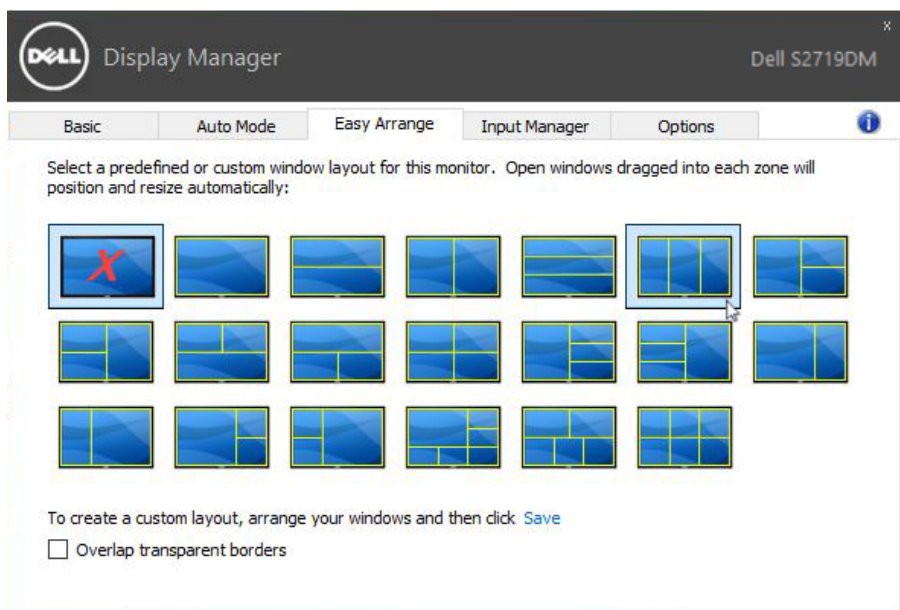 x
DELL Display Manager
Dell S2719DM
Basic Auto Mode Easy Arrange Input Manager Options i
Select a predefined or custom window layout for this monitor. Open windows dragged into each zone will
position and resize automatically:
X
To create a custom layout, arrange your windows and then click Save
Overlap transparent borders